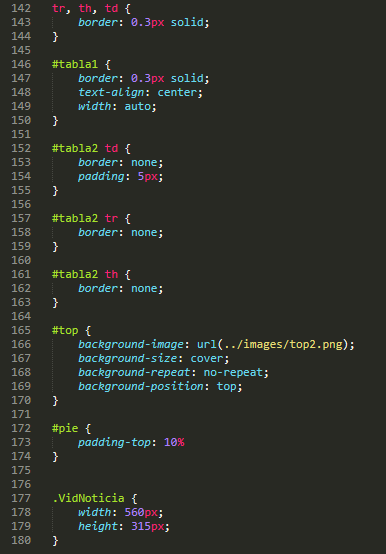 142 tr, th, td {
143 border: 0.3px solid;
144 }
145
146 #tabla1 {
147 border: 0.3px solid;
148 text-align: center;
149 width: auto;
150 }
151
152 #tabla2 td {
153 border: none;
154 padding: 5px;
155 }
156
157 #tabla2 tr {
158 border: none;
159 }
160
161 #tabla2 th {
162 border: none;
163 }
164
165 #top {
166 background-image: url(../images/top2.png);
167 background-size: cover;
168 background-repeat: no-repeat;
169 background-position: top;
170 }
171
172 #pie {
173 padding-top: 10%
174 }
175
176
177 .VidNoticia {
178 width: 560px;
179 height: 315px;
180 }